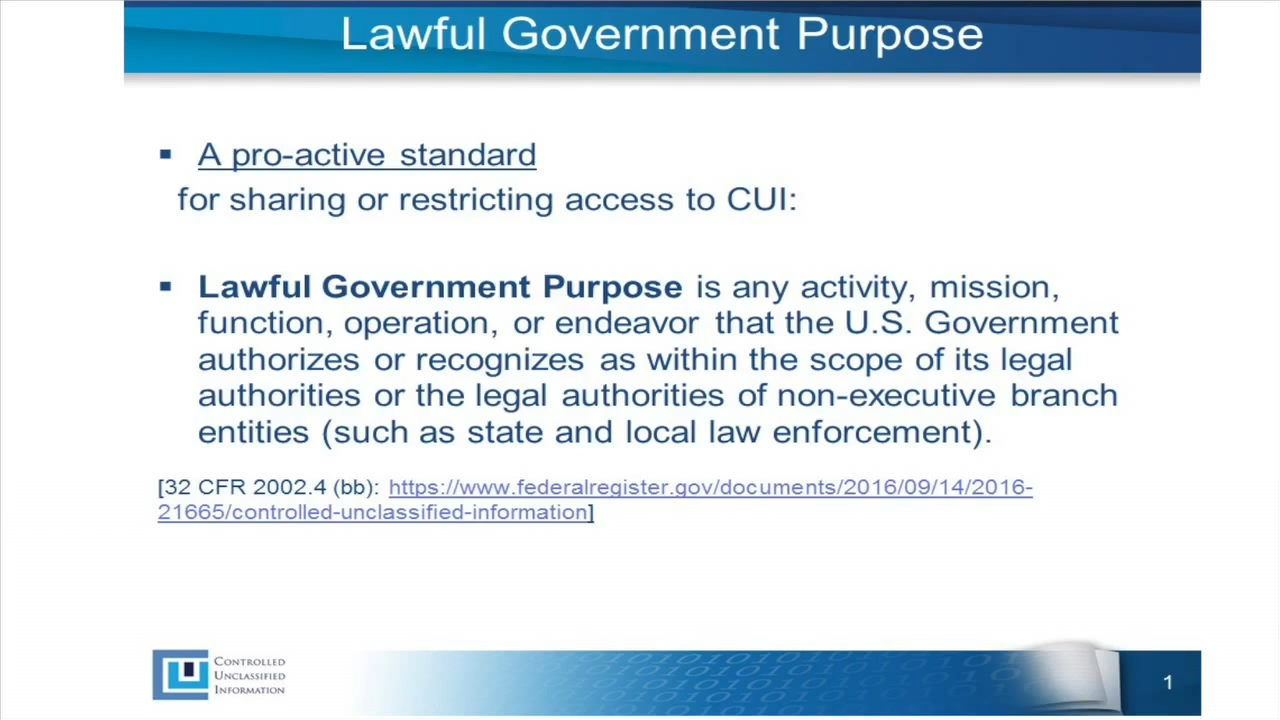 Lawful Government Purpose
▪ A pro-active standard
for sharing or restricting access to CUI:
▪ Lawful Government Purpose is any activity, mission,
function, operation, or endeavor that the U.S. Government
authorizes or recognizes as within the scope of its legal
authorities or the legal authorities of non-executive branch
entities (such as state and local law enforcement).
[32 CFR 2002.4 (bb): https://www.federalregister.gov/documents/2016/09/14/2016-
21665/controlled-unclassified-information]
CONTROLLED
UNCLASSIFIED
INFORMATION
1